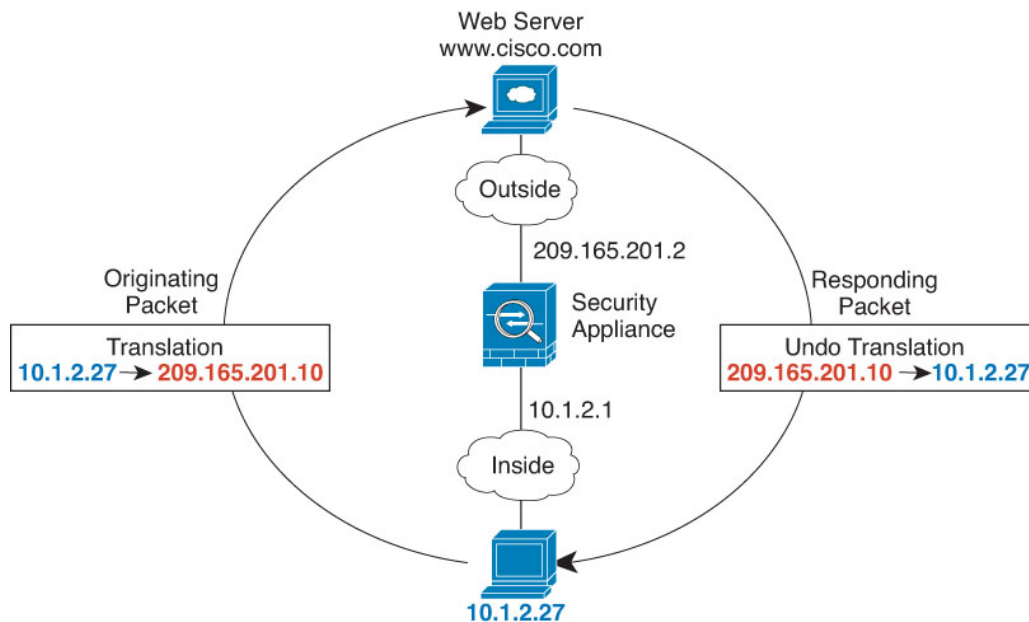 Web Server
www.cisco.com
Outside
209.165.201.2
Originating
Packet
Responding
Packet
Security
Appliance
Translation
10.1.2.27 → 209.165.201.10
Undo Translation
209.165.201.10 → 10.1.2.27
10.1.2.1
Inside
10.1.2.27